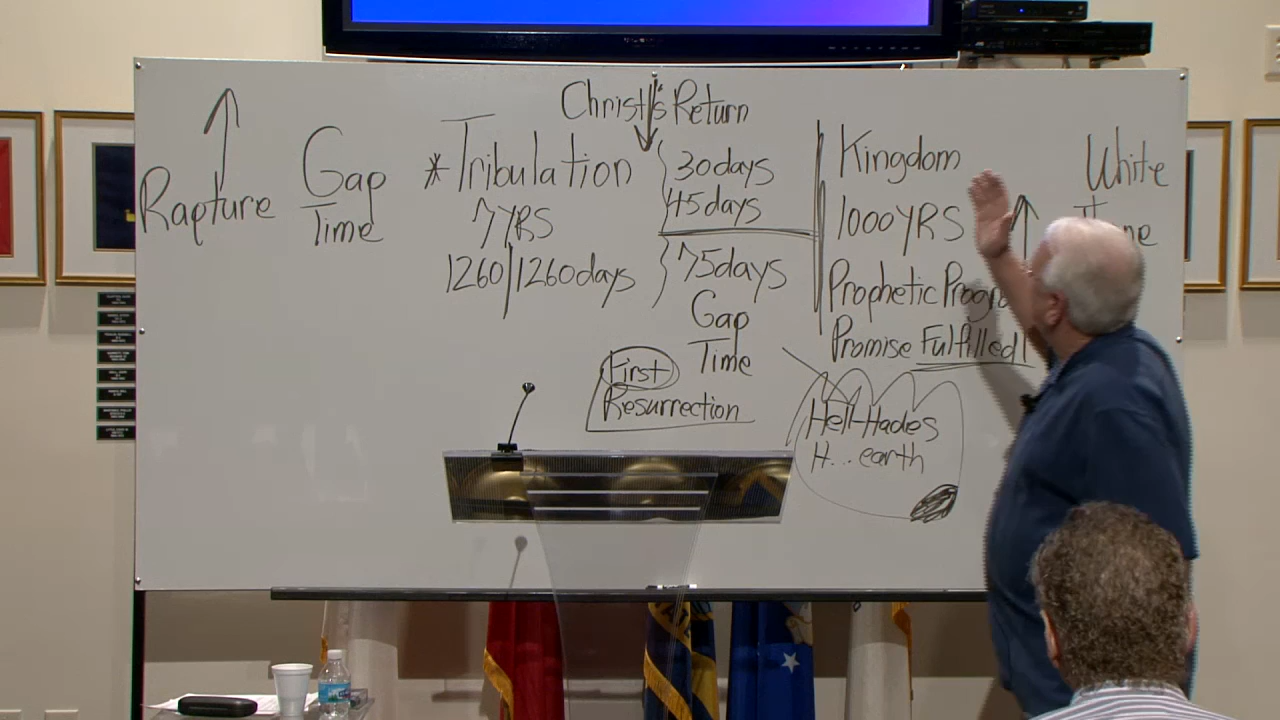 Rapture
Gap
Time
*Tribulation
7YRS
1260|1260days
Christ's Return
30days
45days
75days
Gap
Time
First
Resurrection
Kingdom
1000YRS
Prophetic
Promise Fulfilled!
Hell-Hades
H...earth
White